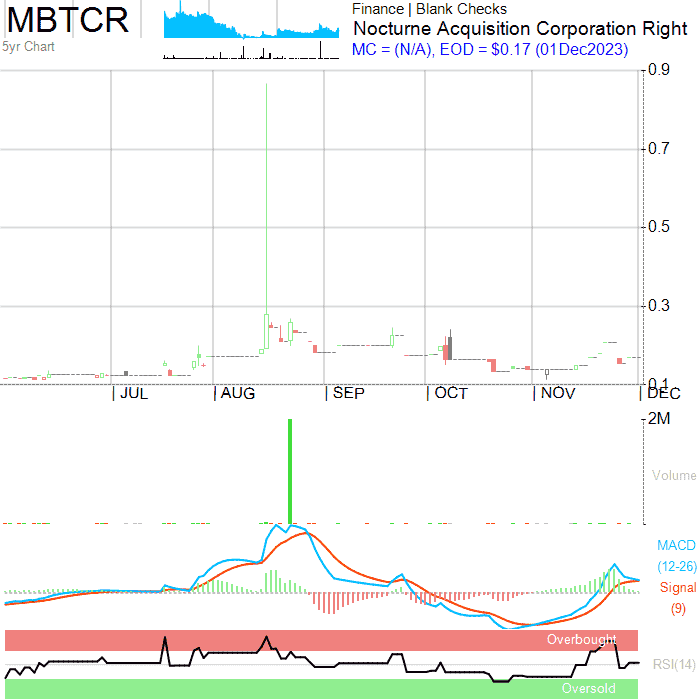 MBTCR
5yr Chart
Finance | Blank Checks
Nocturne Acquisition Corporation Right
MC = (N/A), EOD = $0.17 (01Dec2023)
0.9
0.7
0.5
0.3
0.1
JUL AUG SEP OCT NOV DEC
2M
Volume
MACD
(12-26)
Signal
(9)
Overbought
RSI(14)
Oversold